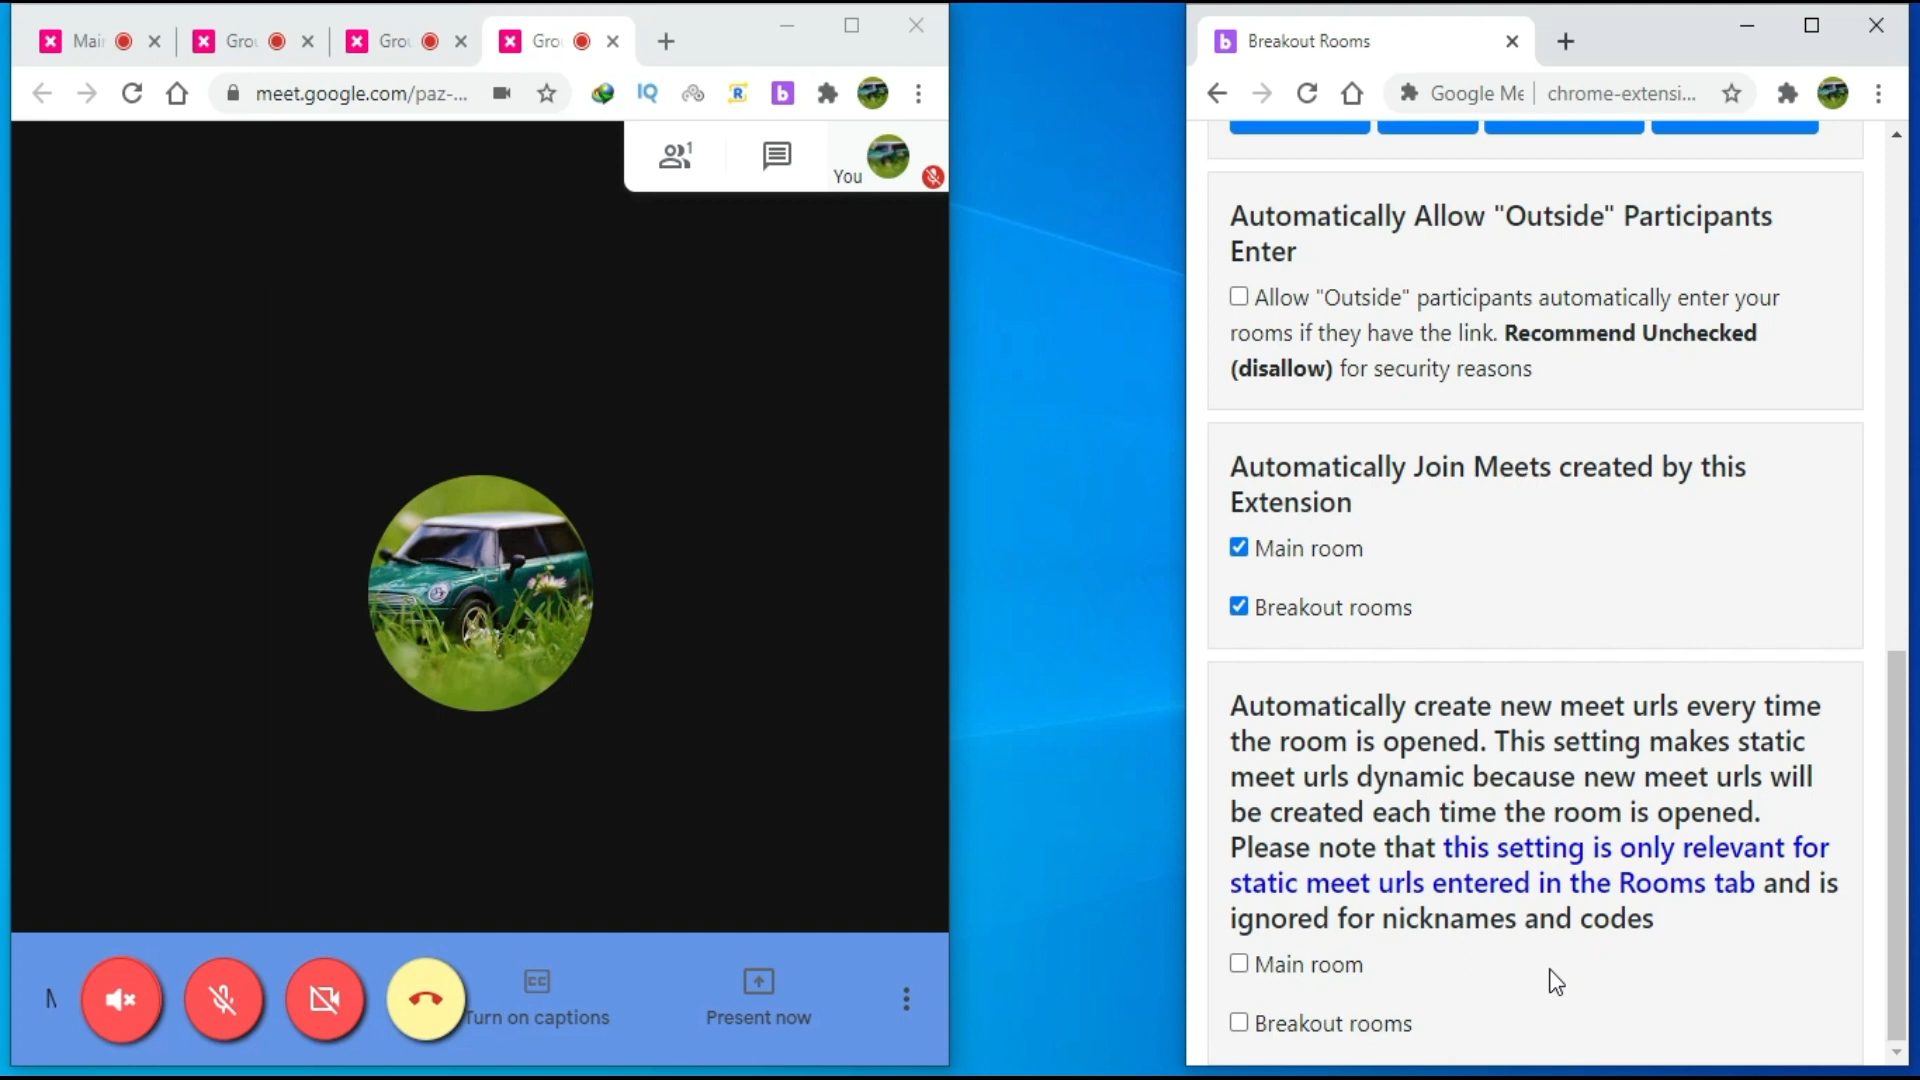 Mai
Gro
Gro
Gro
meet.google.com/paz-...
IQ
R
b
1
You
Turn on captions
Present now
b Breakout Rooms
Google Me
chrome-extensi...
Automatically Allow "Outside" Participants
Enter
Allow "Outside" participants automatically enter your
rooms if they have the link. Recommend Unchecked
(disallow) for security reasons
Automatically Join Meets created by this
Extension
Main room
Breakout rooms
Automatically create new meet urls every time
the room is opened. This setting makes static
meet urls dynamic because new meet urls will
be created each time the room is opened.
Please note that this setting is only relevant for
static meet urls entered in the Rooms tab and is
ignored for nicknames and codes
Main room
Breakout rooms